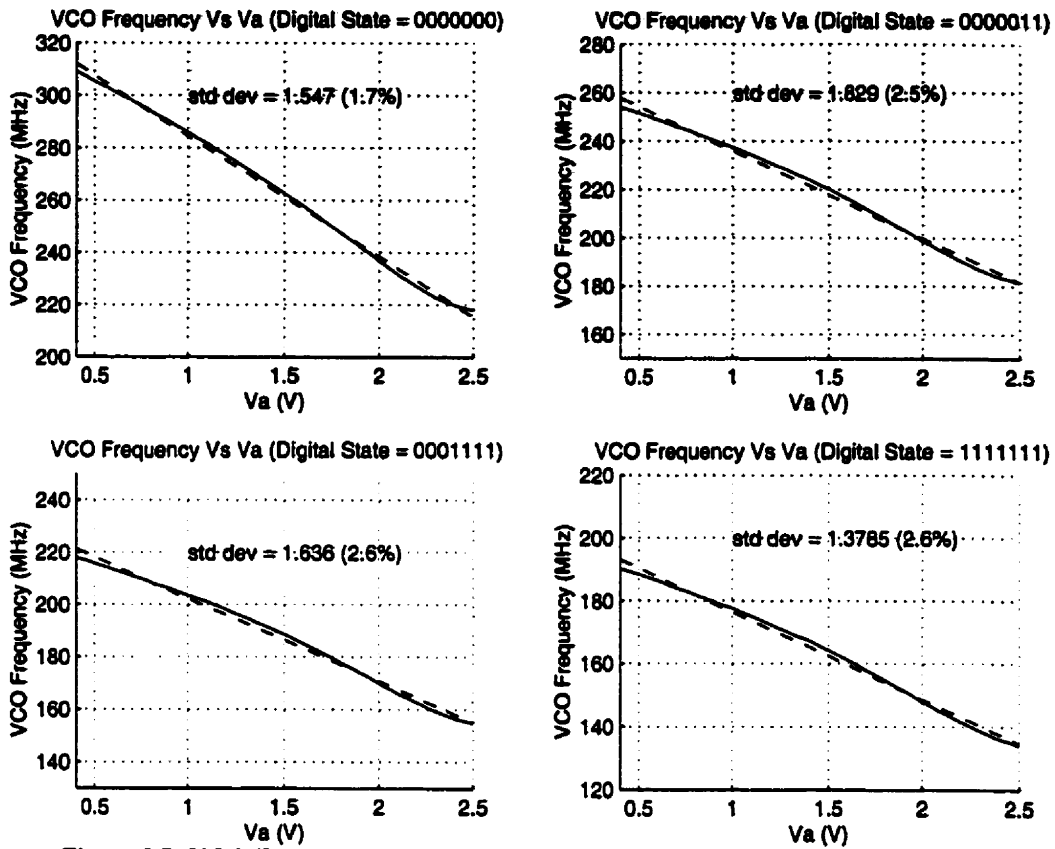 VCO Frequency Vs Va (Digital State = 0000000)
320
300
280
260
240
220
200
VCO Frequency (MHz)
std dev = 1.547 (1.7%)
0.5 1 1.5 2 2.5
Va (V)
VCO Frequency Vs Va (Digital State = 0000011)
280
260
240
220
200
180
160
VCO Frequency (MHz)
std dev = 1.829 (2.5%)
0.5 1 1.5 2 2.5
Va (V)
VCO Frequency Vs Va (Digital State = 0001111)
240
220
200
180
160
140
VCO Frequency (MHz)
std dev = 1.636 (2.6%)
0.5 1 1.5 2 2.5
Va (V)
VCO Frequency Vs Va (Digital State = 1111111)
220
200
180
160
140
120
VCO Frequency (MHz)
std dev = 1.3785 (2.6%)
0.5 1 1.5 2 2.5
Va (V)